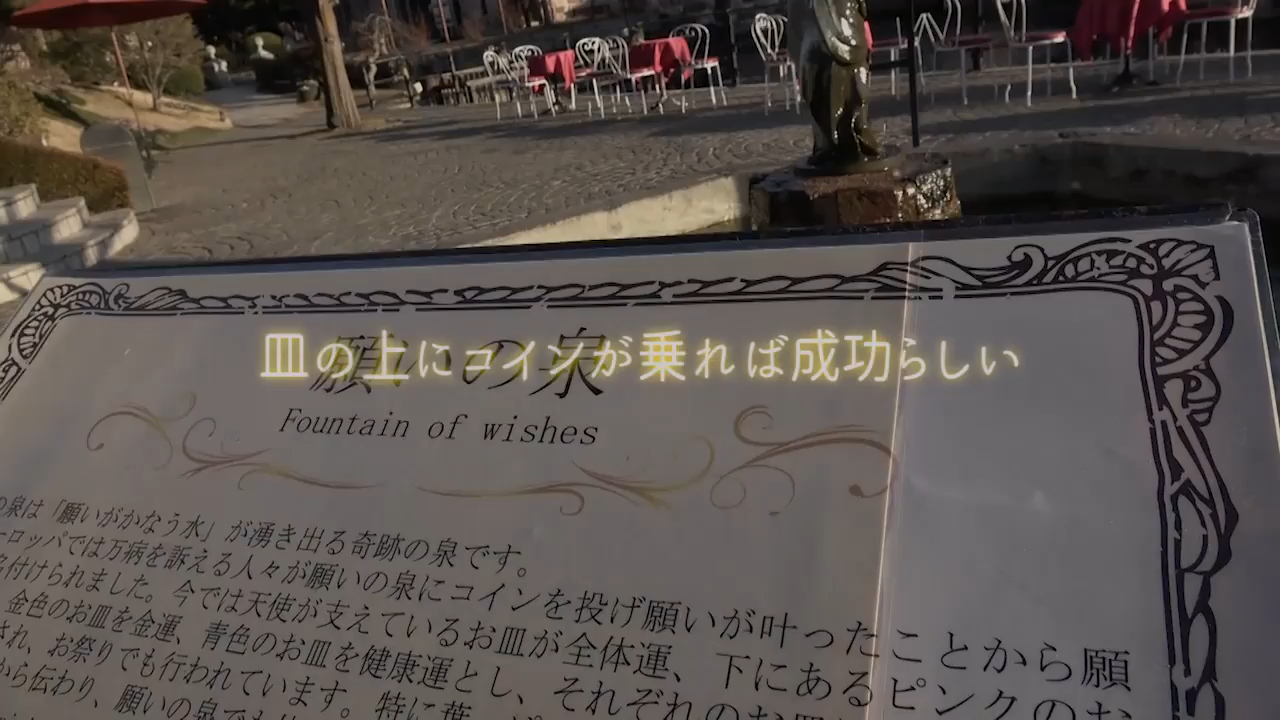 皿の上にコインが乗れば成功らしい
願いの泉
Fountain of wishes
の泉は「願いがかなう水」が湧き出る奇跡の泉です。
ーロッパでは万病を訴える人々が願いの泉にコインを投げ願いが叶ったことから願
名付けられました。今では天使が支えているお皿が全体運、下にあるピンクのお
金色のお皿を金運、青色のお皿を健康運とし、それぞれのお皿
され、お祭りでも行われています。特に葉
から伝わり、願いの泉でも